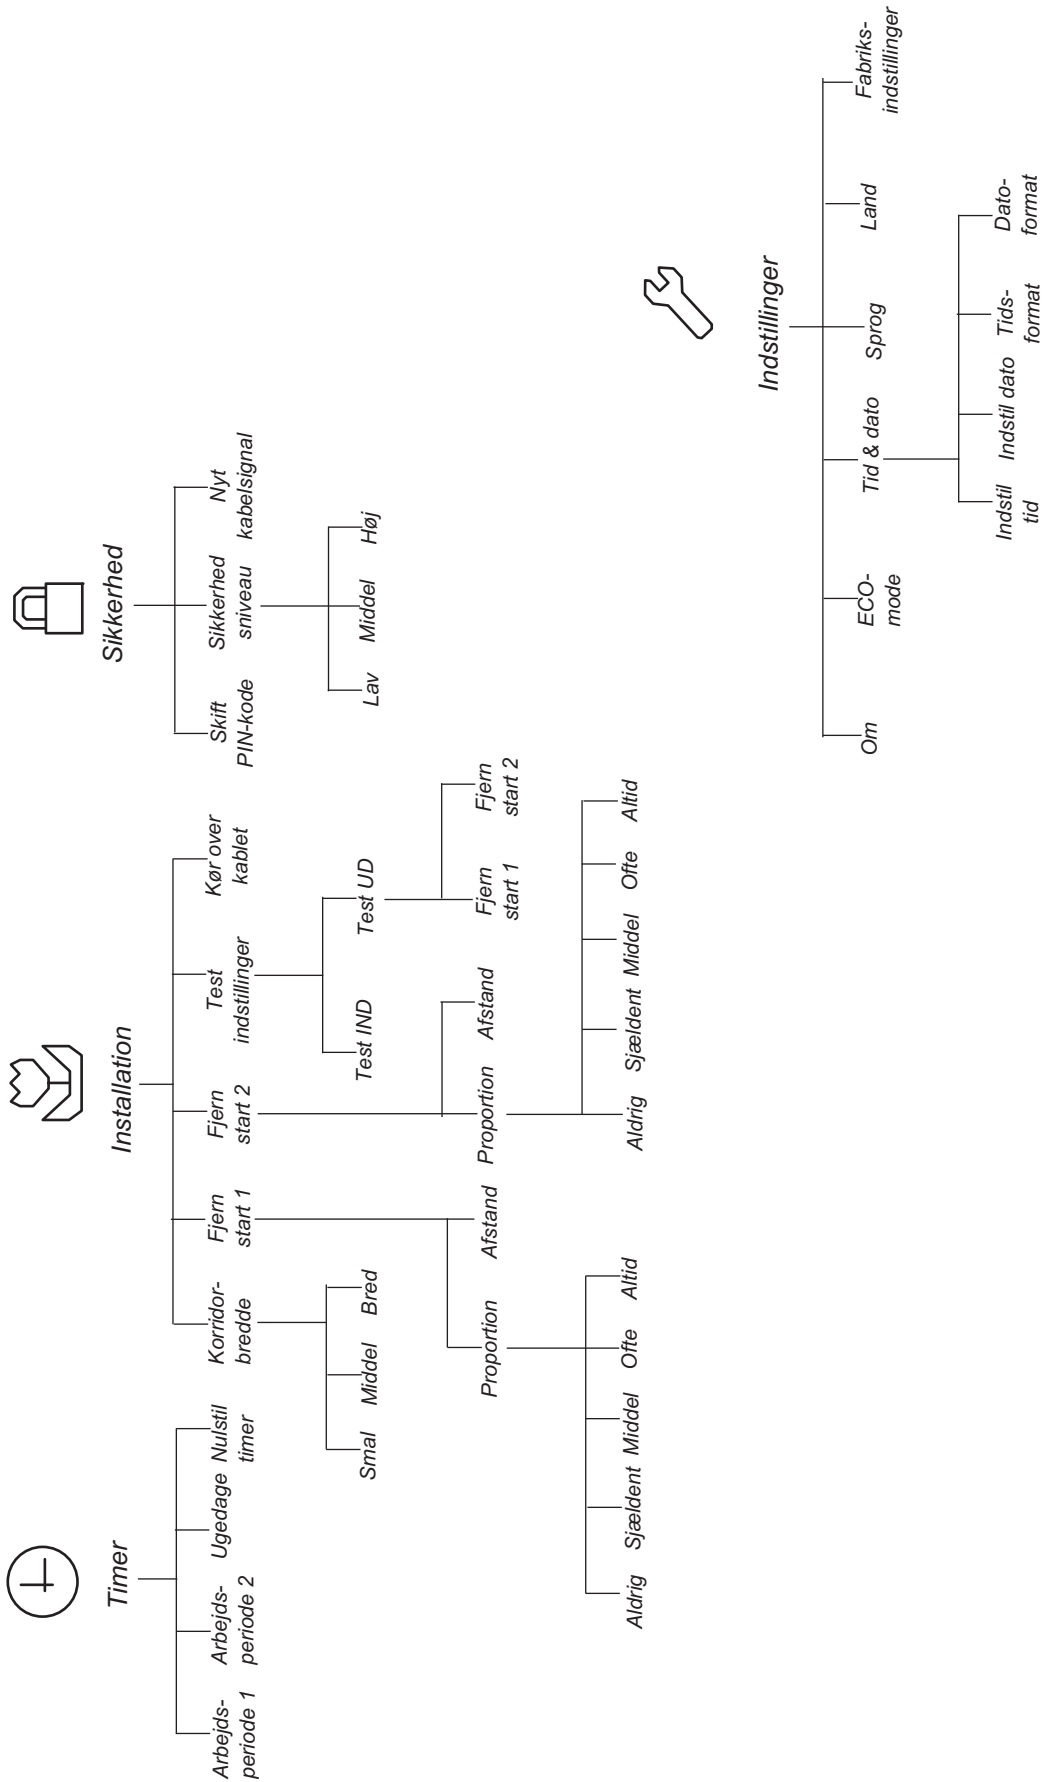 Timer
Arbejds-
periode 1
Arbejds-
periode 2
Ugedage
Nulstil
timer
Installation
Korridor-
bredde
Smal
Middel
Bred
Fjern
start 1
Proportion
Aldrig
Sjældent
Middel
Ofte
Altid
Afstand
Fjern
start 2
Proportion
Aldrig
Sjældent
Middel
Ofte
Altid
Afstand
Test
indstillinger
Test IND
Test UD
Fjern
start 1
Fjern
start 2
Kør over
kablet
Sikkerhed
Skift
PIN-kode
Sikkerhed
sniveau
Lav
Middel
Høj
Nyt
kabelsignal
Indstillinger
Om
ECO-
mode
Tid & dato
Indstil
tid
Indstil dato
Tids-
format
Dato-
format
Sprog
Land
Fabriks-
indstillinger